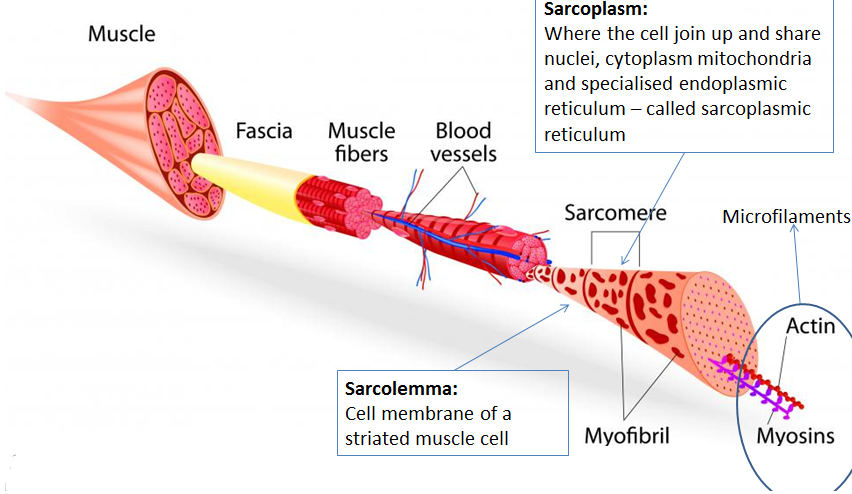 Sarcoplasm:
Where the cell join up and share
nuclei, cytoplasm mitochondria
and specialised endoplasmic
reticulum – called sarcoplasmic
reticulum
Muscle
Fascia
Muscle
fibers
Blood
vessels
Sarcomere
Microfilaments
Actin
Sarcolemma:
Cell membrane of a
striated muscle cell
Myofibril
Myosins